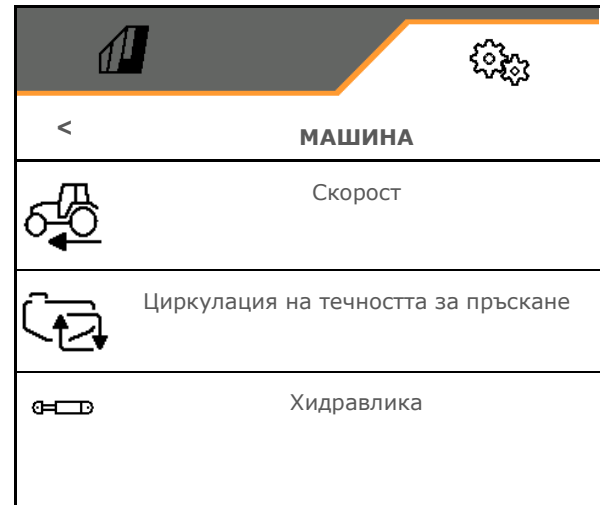 <
МАШИНА
Скорост
Циркулация на течността за пръскане
Хидравлика